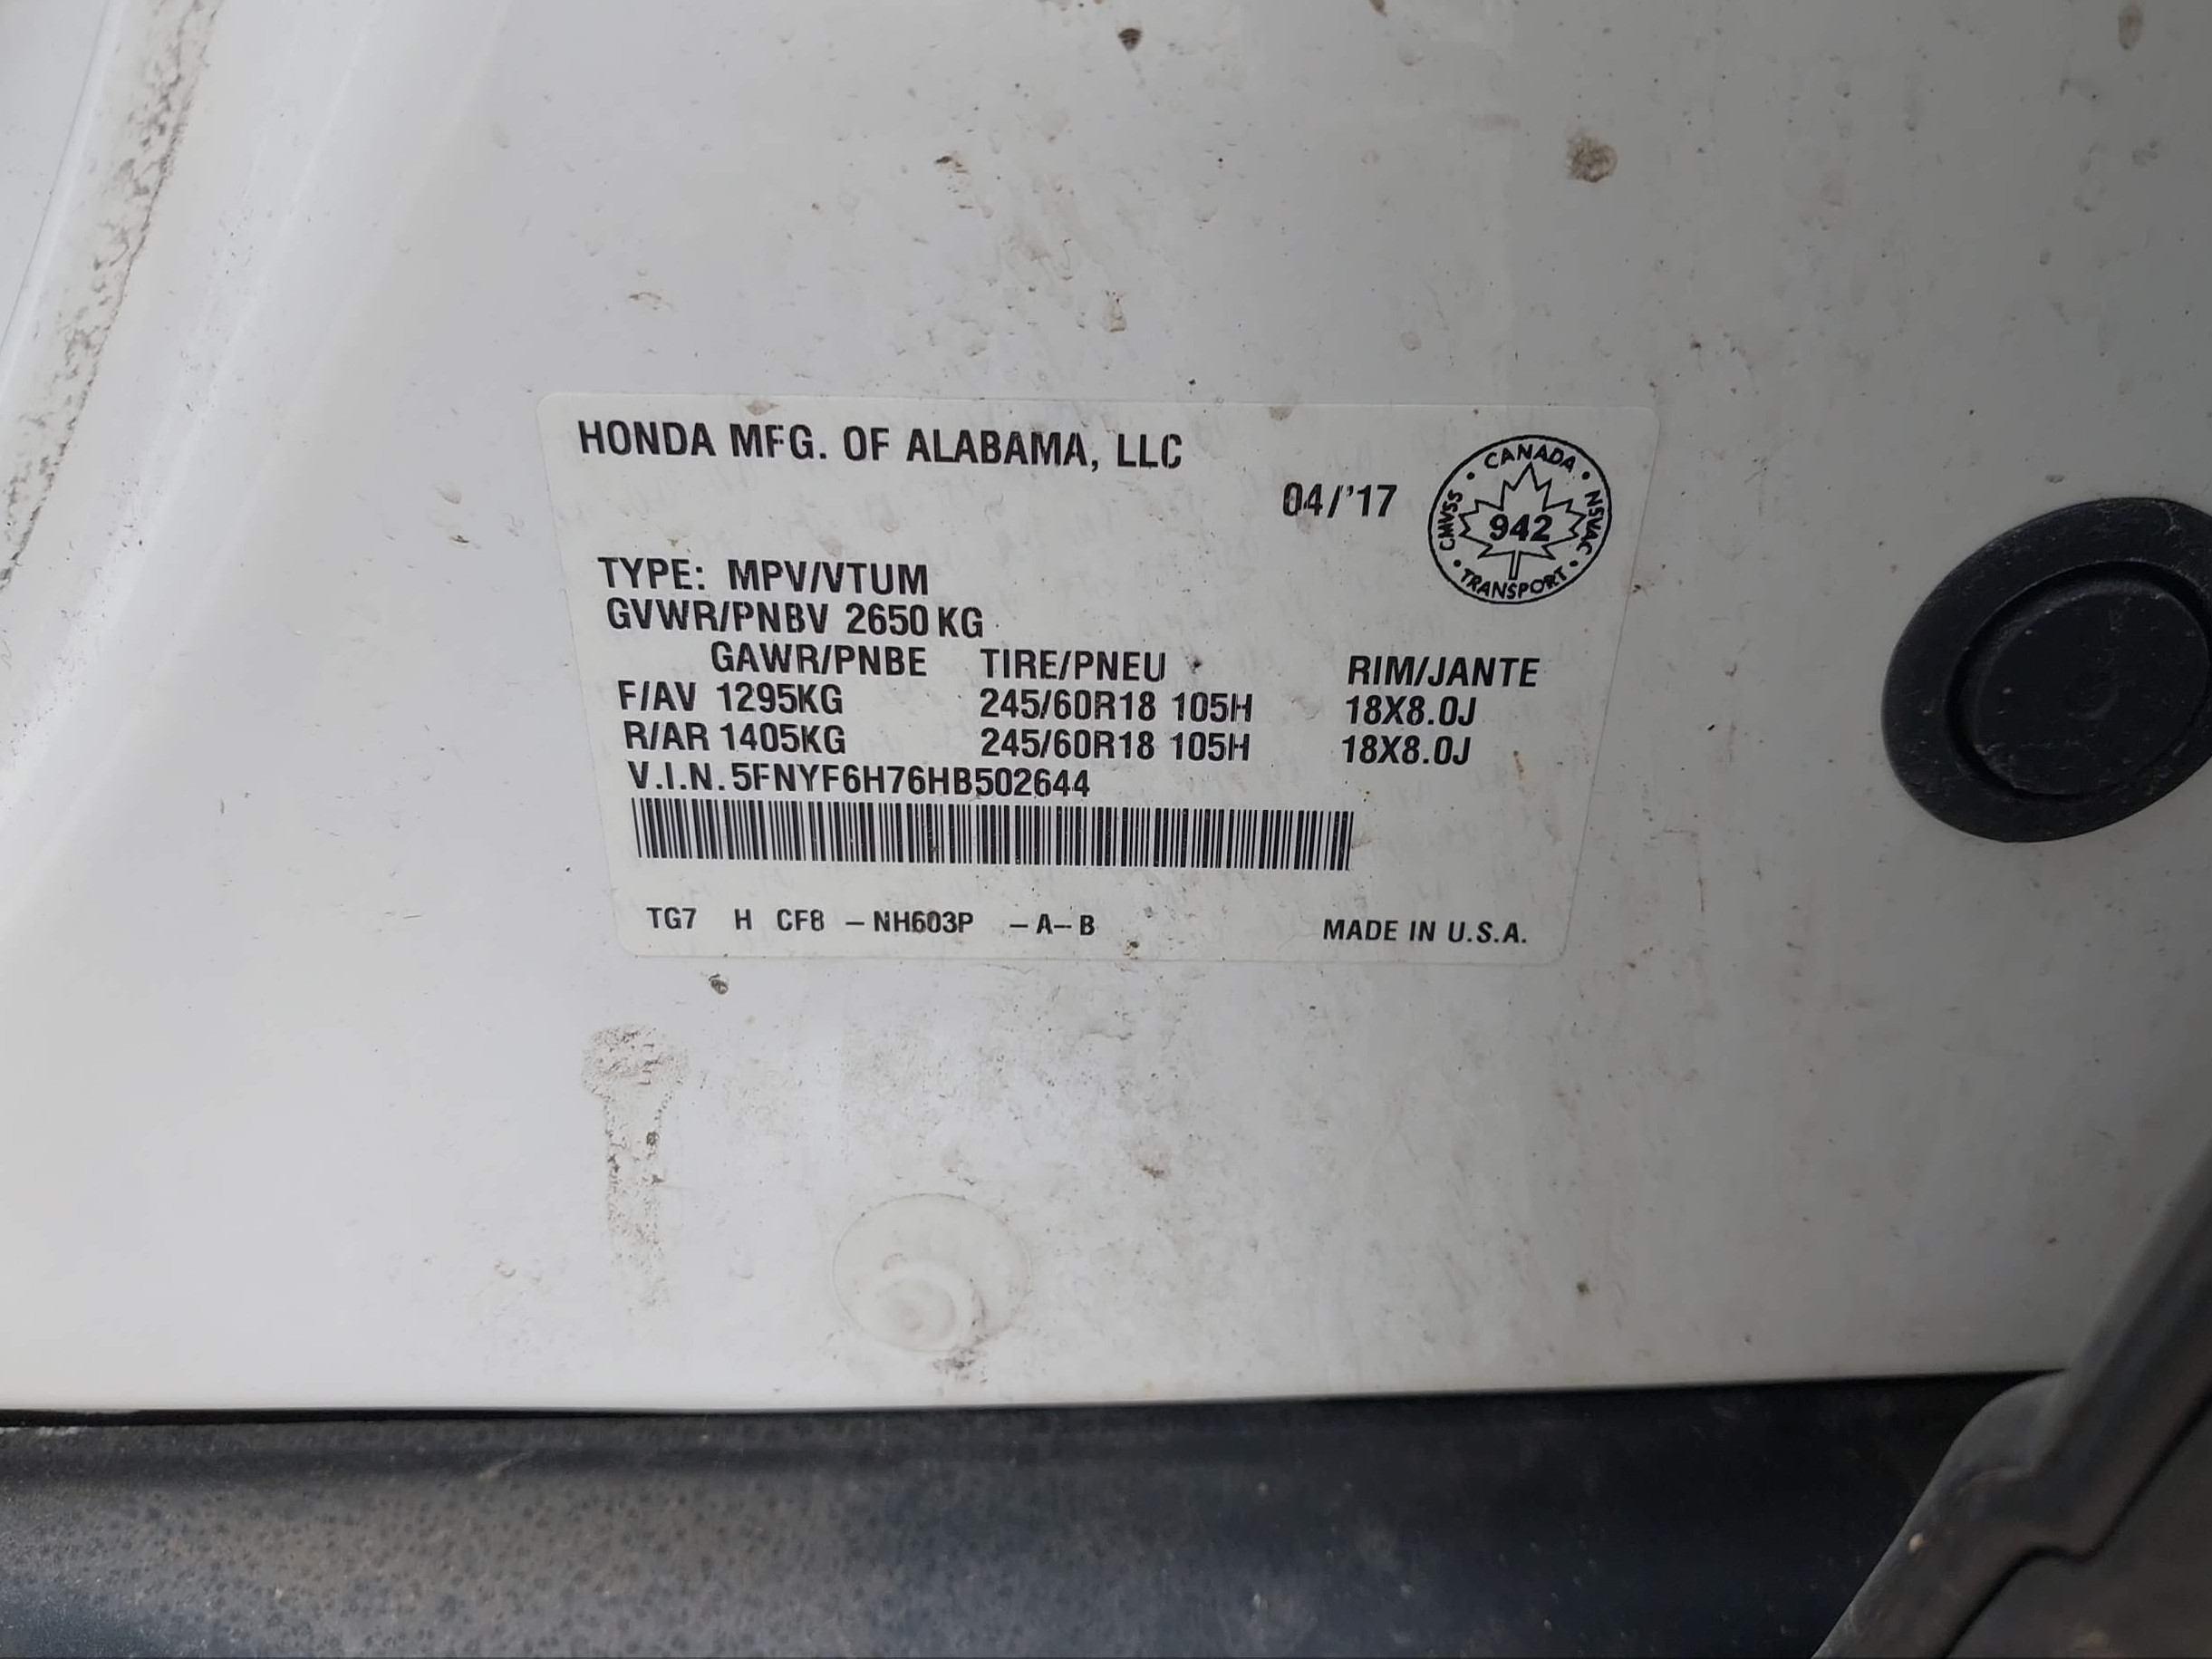 HONDA MFG. OF ALABAMA, LLC
04/'17
CANADA
CMVSS
942
NSVAC
TRANSPORT
TYPE: MPV/VTUM
GVWR/PNBV 2650 KG
GAWR/PNBE TIRE/PNEU RIM/JANTE
F/AV 1295KG 245/60R18 105H 18X8.0J
R/AR 1405KG 245/60R18 105H 18X8.0J
V.I.N. 5FNYF6H76HB502644
TG7 H CF8 – NH603P – A – B MADE IN U.S.A.